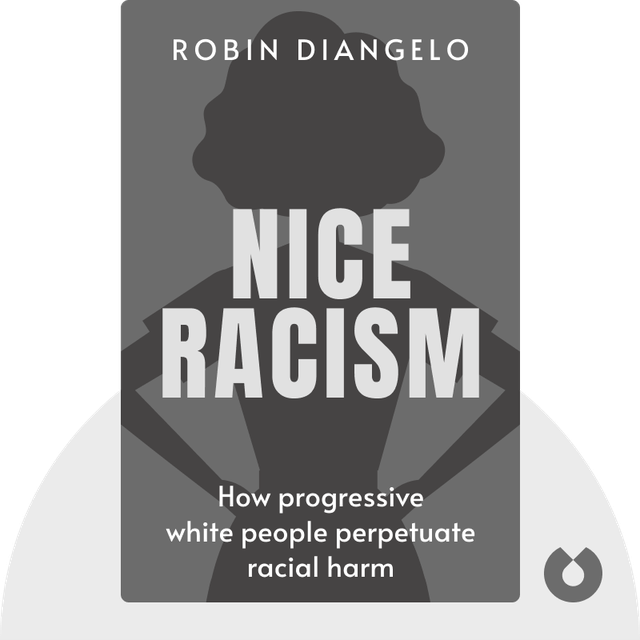 ROBIN DIANGELO
NICE
RACISM
How progressive
white people perpetuate
racial harm